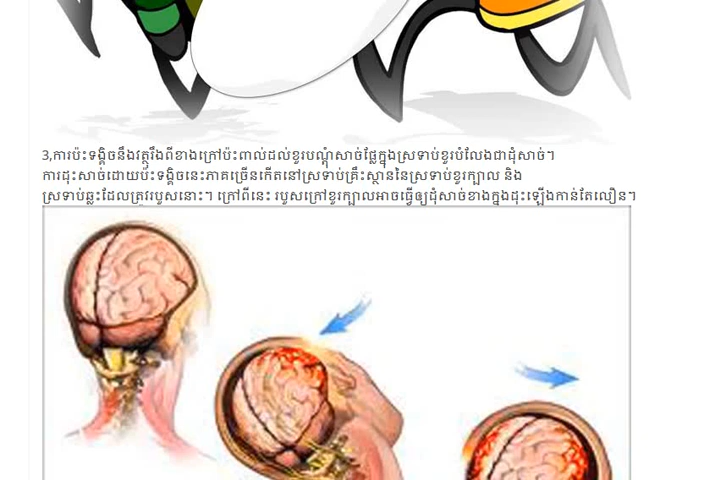 3,ការប៉ះទង្គិចនឹងវត្ថុរឹងពីខាងក្រៅប៉ះពាល់ដល់ខួរបណ្តុំសាច់ផ្លែក្នុងស្រទាប់ខួរបំលែងជាដុំសាច់។
ការដុះសាច់ដោយប៉ះទង្គិចនេះភាគច្រើនកើតនៅស្រទាប់គ្រឹះស្ថាននៃស្រទាប់ខួរក្បាល និង
ស្រទាប់ឆ្លុះដែលត្រូវរបួសនោះ។ ក្រៅពីនេះ របួសក្រៅខួរក្បាលអាចធ្វើឲ្យដុំសាច់ខាងក្នុងដុះឡើងកាន់តែលឿន។